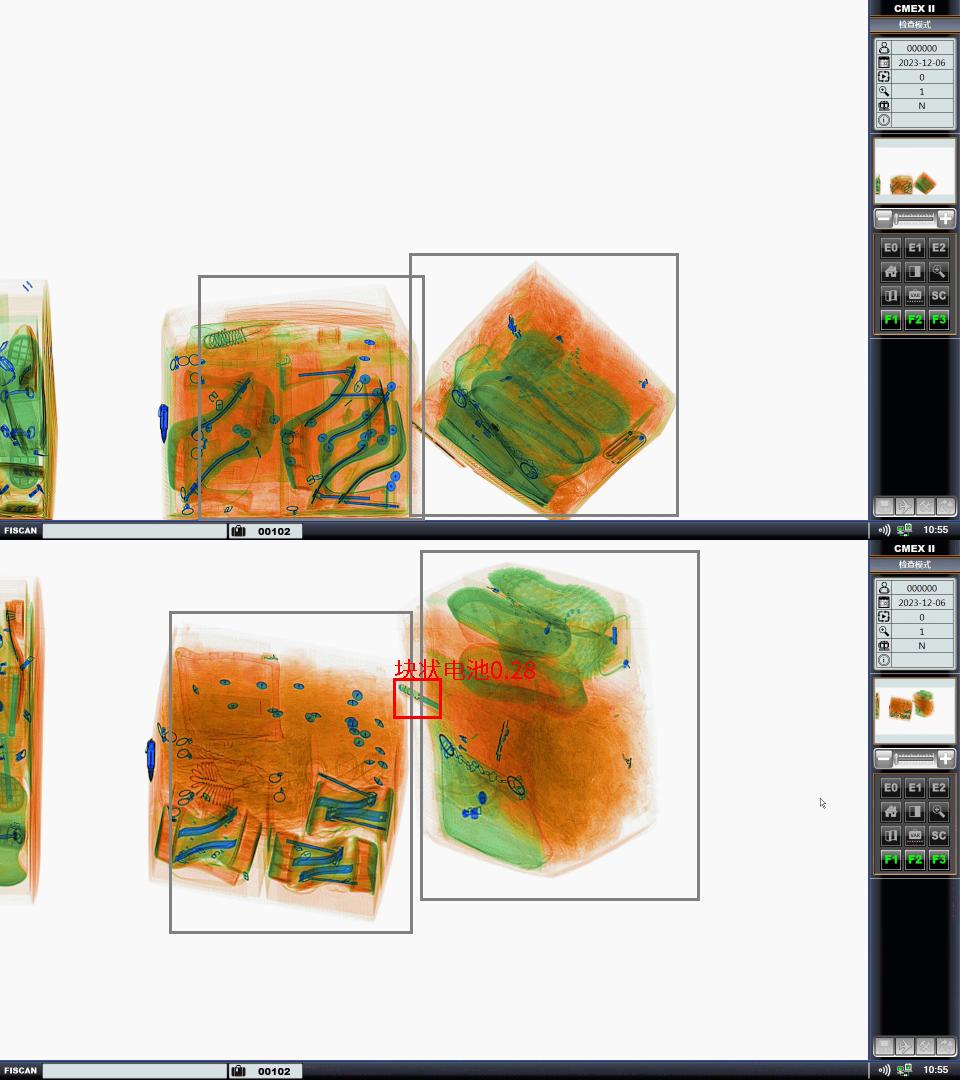 CMEX II
检查模式
000000
2023-12-06
0
1
N
E0 E1 E2
SC
F1 F2 F3
FISCAN
00102
10:55
CMEX II
检查模式
000000
2023-12-06
0
1
N
块状电池0.28
E0 E1 E2
SC
F1 F2 F3
FISCAN
00102
10:55